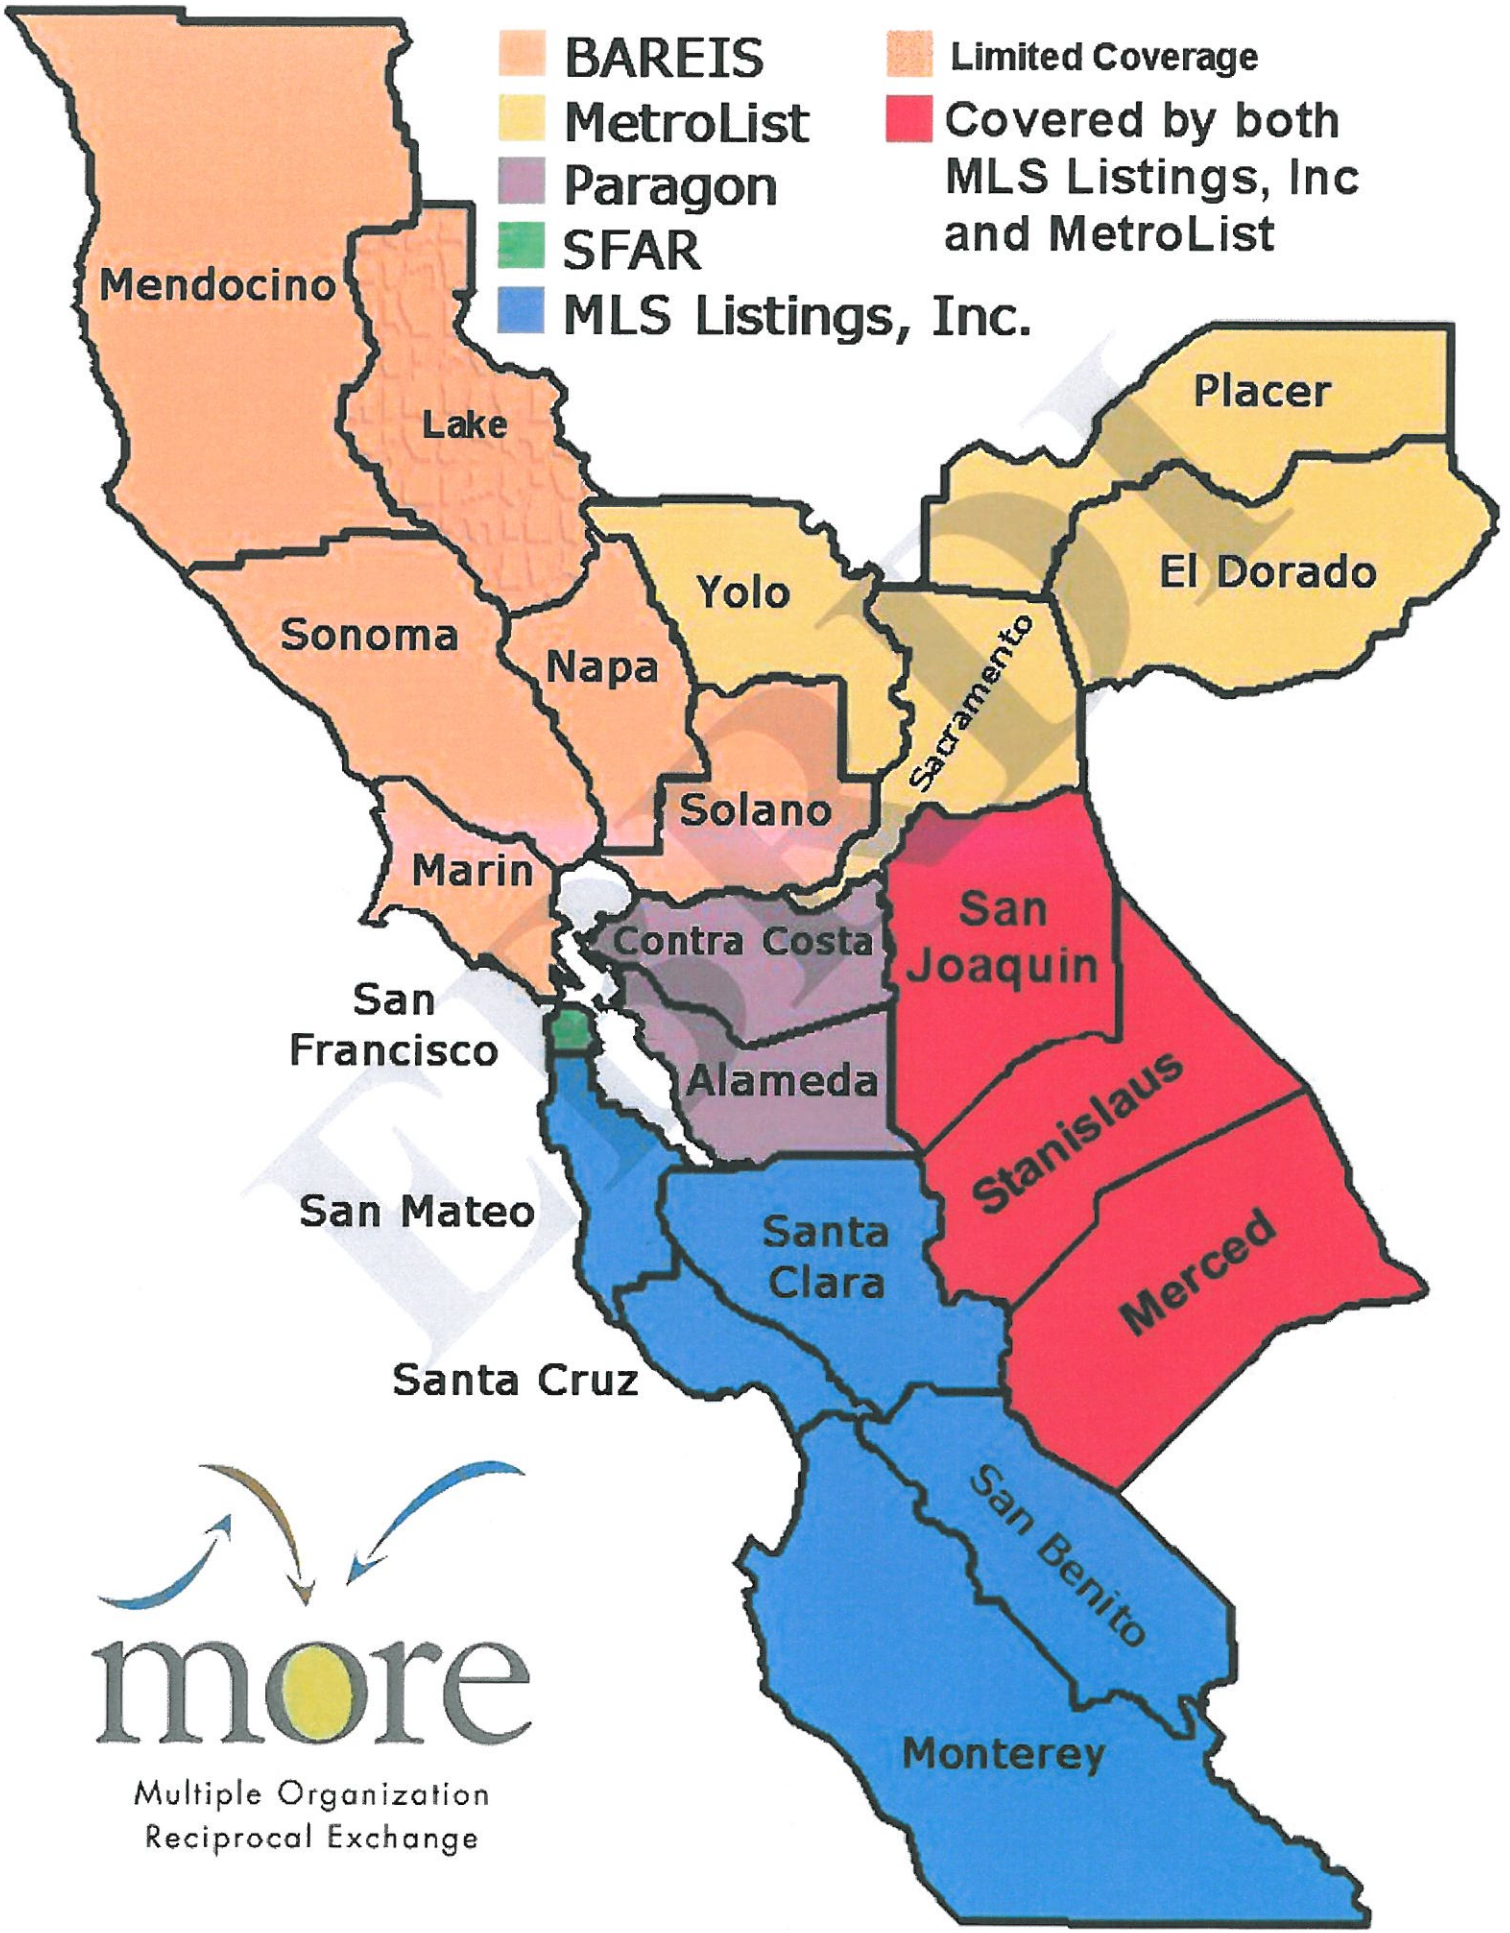 BAREIS
MetroList
Paragon
SFAR
MLS Listings, Inc.
Limited Coverage
Covered by both
MLS Listings, Inc
and MetroList
Mendocino
Lake
Placer
El Dorado
Yolo
Sonoma
Napa
Sacramento
Solano
Marin
Contra Costa
San
Joaquin
San
Francisco
Alameda
Stanislaus
San Mateo
Santa
Clara
Merced
Santa Cruz
San Benito
Monterey
more
Multiple Organization
Reciprocal Exchange
EBRDI